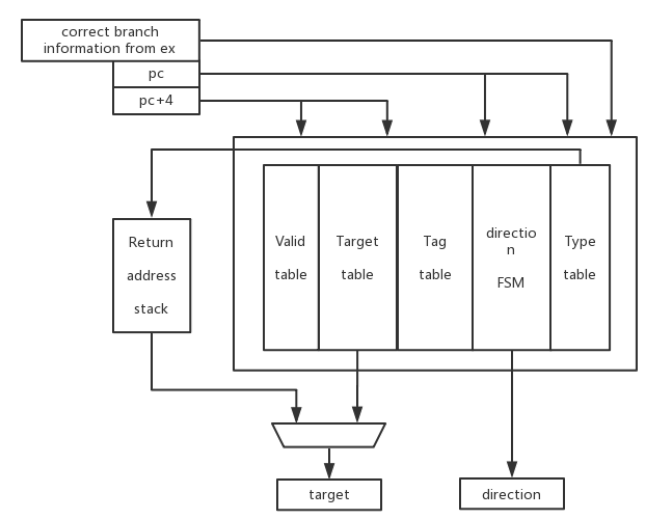 correct branch
information from ex
pc
pc+4
Return
address
stack
Valid
table
Target
table
Tag
table
directio
n
FSM
Type
table
target
direction